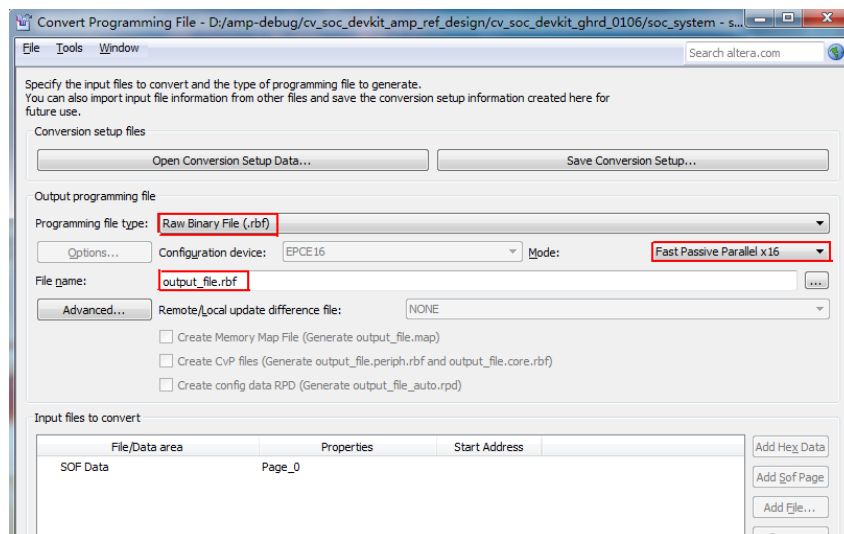 Convert Programming File - D:/amp-debug/cv_soc_devkit_amp_ref_design/cv_soc_devkit_ghrd_0106/soc_system - s...
File Tools Window
Search altera.com
Specify the input files to convert and the type of programming file to generate.
You can also import input file information from other files and save the conversion setup information created here for
future use.
Conversion setup files
Open Conversion Setup Data... Save Conversion Setup...
Output programming file
Programming file type: Raw Binary File (.rbf)
Options... Configuration device: EPCE16 Mode: Fast Passive Parallel x16
File name: output_file.rbf ...
Advanced... Remote/Local update difference file: NONE
Create Memory Map File (Generate output_file.map)
Create CvP files (Generate output_file.periph.rbf and output_file.core.rbf)
Create config data RPD (Generate output_file_auto.rpd)
Input files to convert
File/Data area Properties Start Address
Add Hex Data
SOF Data Page_0
Add Sof Page
Add File...